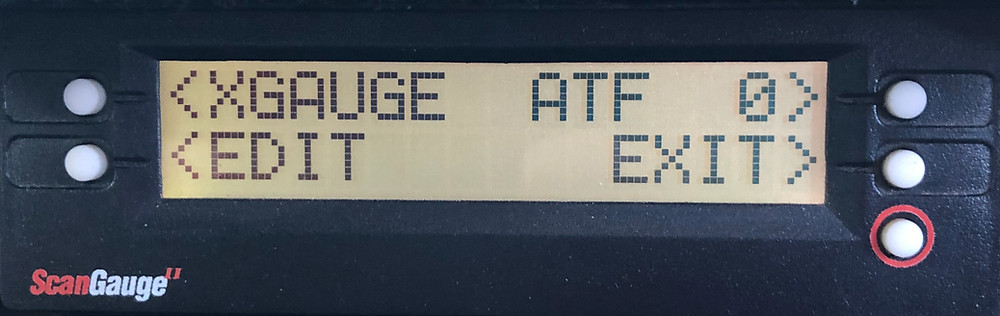 <XGAUGE ATF 0>
<EDIT EXIT>
ScanGauge II